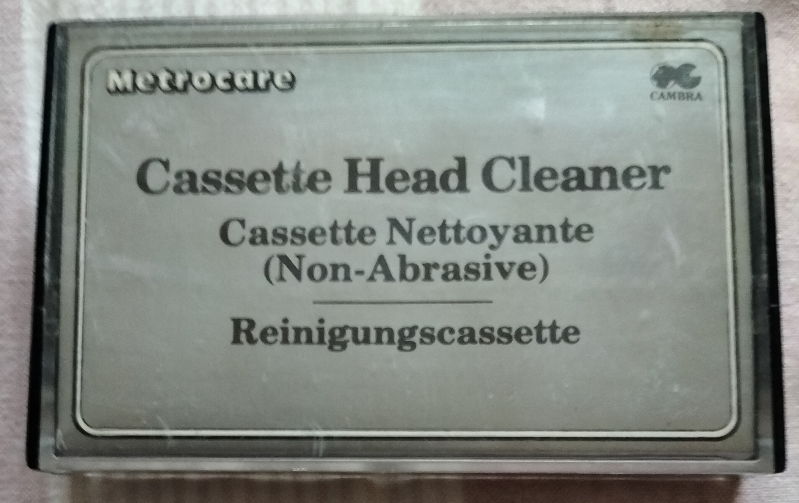 Metrocare
CAMBRA
Cassette Head Cleaner
Cassette Nettoyante
(Non-Abrasive)
Reinigungscassette